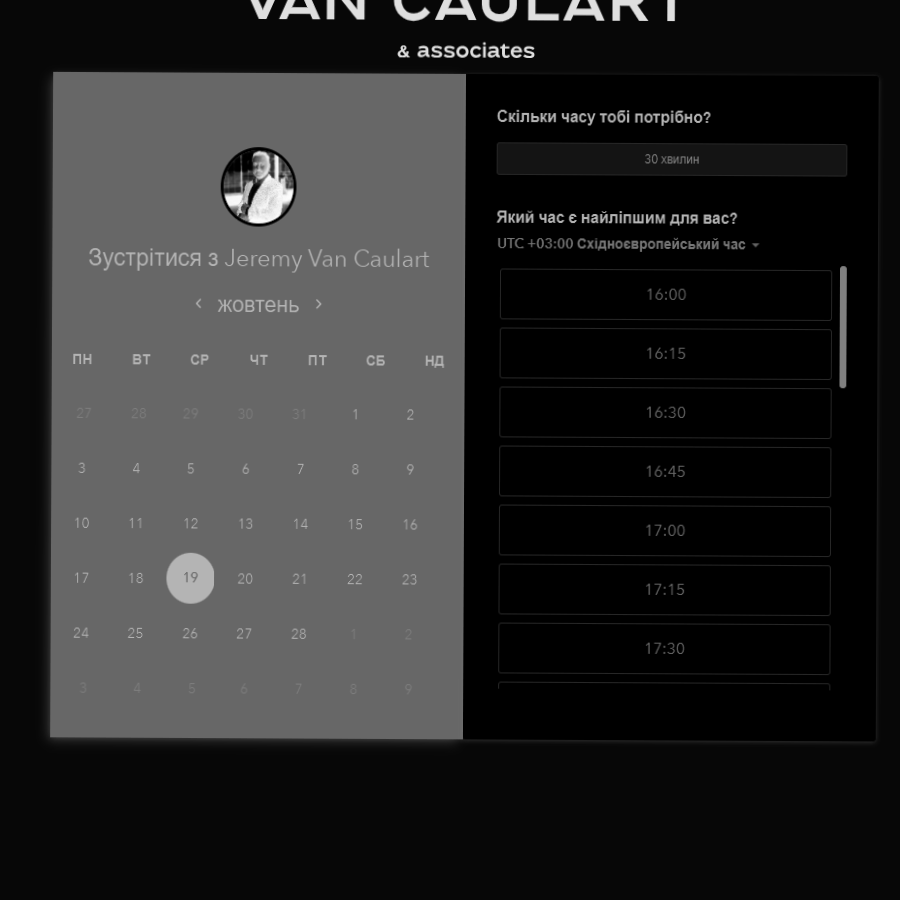 VAN CAULART
& associates
Зустрітися з Jeremy Van Caulart
‹ жовтень ›
ПН ВТ СР ЧТ ПТ СБ НД
27 28 29 30 31 1 2
3 4 5 6 7 8 9
10 11 12 13 14 15 16
17 18 19 20 21 22 23
24 25 26 27 28 1 2
3 4 5 6 7 8 9
Скільки часу тобі потрібно?
30 хвилин
Який час є найліпшим для вас?
UTC +03:00 Східноєвропейський час
16:00
16:15
16:30
16:45
17:00
17:15
17:30